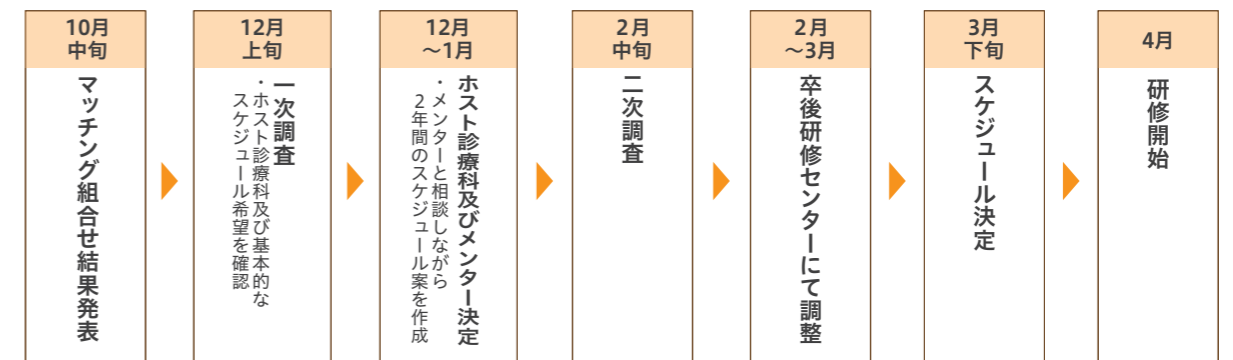 10月
中旬
マッチング組合せ結果発表
12月
上旬
一次調査
・ホスト診療科及び基本的な
スケジュール希望を確認
12月
～1月
ホスト診療科及びメンター決定
・メンターと相談しながら
2年間のスケジュール案を作成
2月
中旬
二次調査
2月
～3月
卒後研修センターにて調整
3月
下旬
スケジュール決定
4月
研修開始